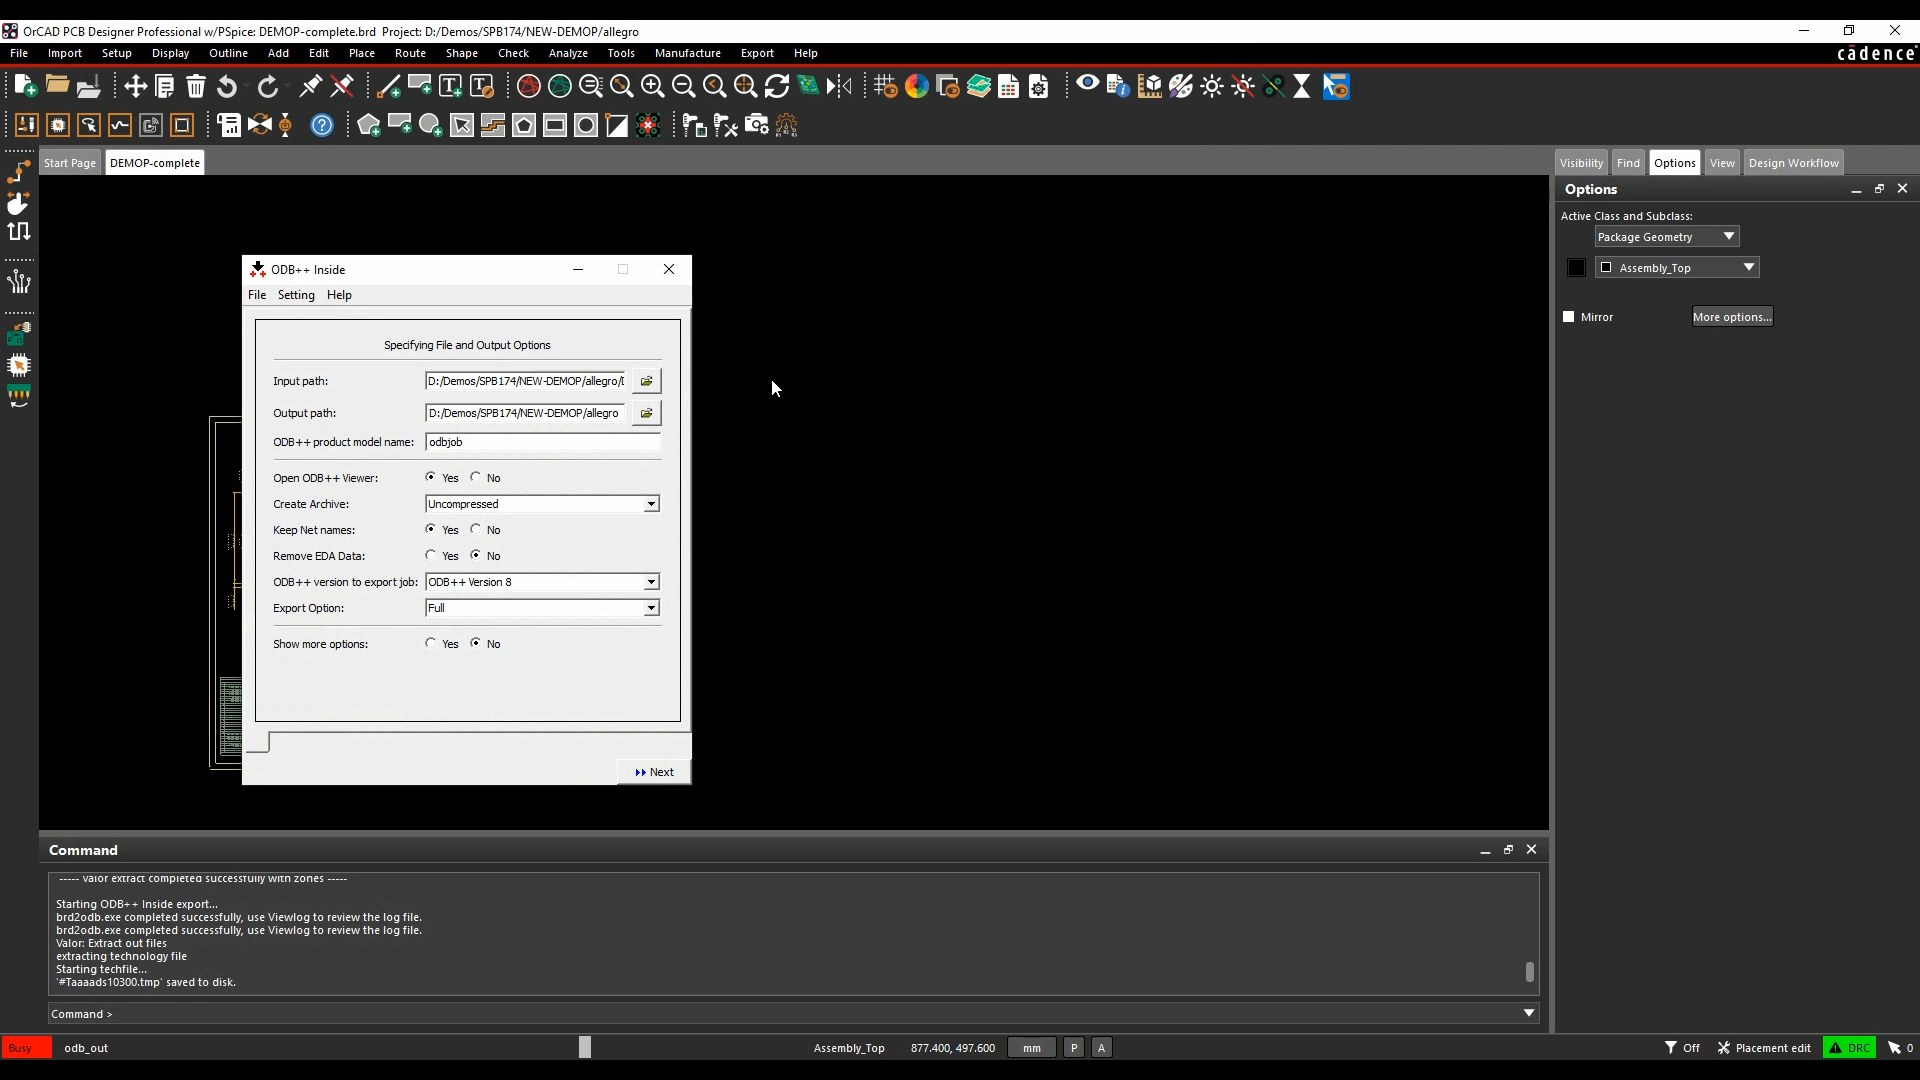 OrCAD PCB Designer Professional w/PSpice: DEMOP-complete.brd  Project: D:/Demos/SPB174/NEW-DEMOP/allegro
File Import Setup Display Outline Add Edit Place Route Shape Check Analyze Tools Manufacture Export Help
cādence
Start Page DEMOP-complete
Visibility Find Options View Design Workflow
Options
Active Class and Subclass:
Package Geometry
Assembly_Top
Mirror More options...
ODB++ Inside
File Setting Help
Specifying File and Output Options
Input path: D:/Demos/SPB174/NEW-DEMOP/allegro/
Output path: D:/Demos/SPB174/NEW-DEMOP/allegro
ODB++ product model name: odbjob
Open ODB++ Viewer: Yes No
Create Archive: Uncompressed
Keep Net names: Yes No
Remove EDA Data: Yes No
ODB++ version to export job: ODB++ Version 8
Export Option: Full
Show more options: Yes No
Next
Command
----- valor extract completed successfully with zones -----
Starting ODB++ Inside export...
brd2odb.exe completed successfully, use Viewlog to review the log file.
brd2odb.exe completed successfully, use Viewlog to review the log file.
Valor: Extract out files
extracting technology file
Starting techfile...
'#Taaaads10300.tmp' saved to disk.
Command >
Busy odb_out Assembly_Top 877.400, 497.600 mm P A Off Placement edit DRC 0